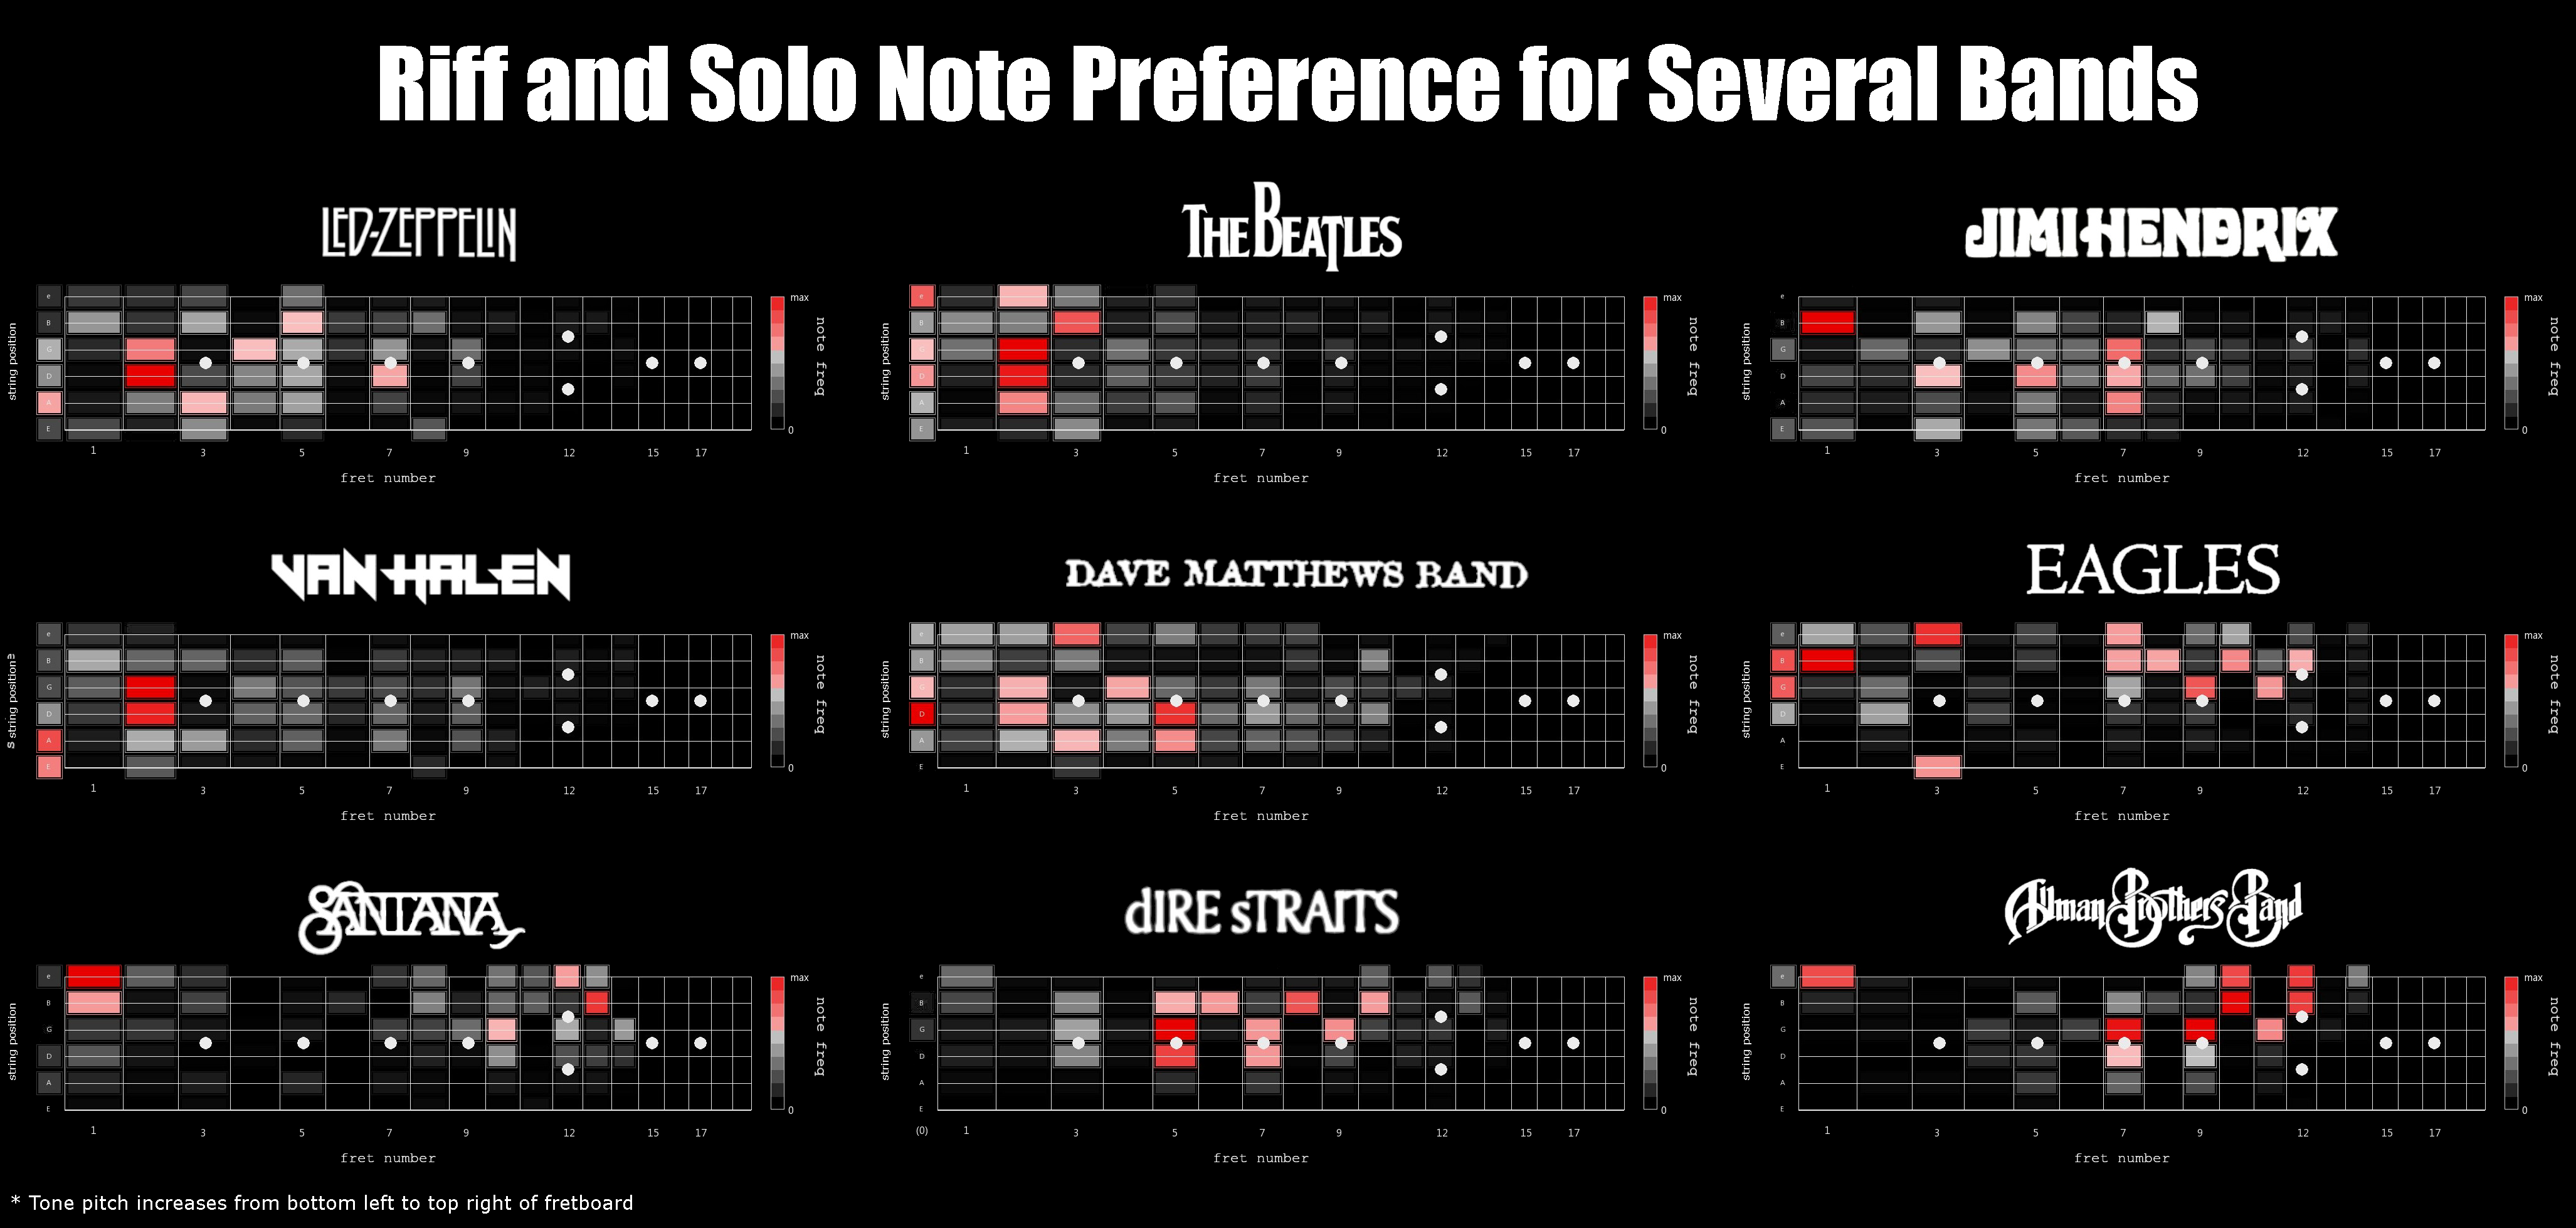 Riff and Solo Note Preference for Several Bands
LED-ZEPPELIN
string position
e
B
G
D
A
E
1 3 5 7 9 12 15 17
fret number
max
0
note freq
THE BEATLES
string position
e
B
G
D
A
E
1 3 5 7 9 12 15 17
fret number
max
0
note freq
JIMI HENDRIX
string position
e
B
G
D
A
E
1 3 5 7 9 12 15 17
fret number
max
0
note freq
VAN HALEN
string position
e
B
G
D
A
E
1 3 5 7 9 12 15 17
fret number
max
0
note freq
DAVE MATTHEWS BAND
string position
e
B
G
D
A
E
1 3 5 7 9 12 15 17
fret number
max
0
note freq
EAGLES
string position
e
B
G
D
A
E
1 3 5 7 9 12 15 17
fret number
max
0
note freq
SANTANA
string position
e
B
G
D
A
E
1 3 5 7 9 12 15 17
fret number
max
0
note freq
dIRE sTRAITS
string position
e
B
G
D
A
E
(0) 1 3 5 7 9 12 15 17
fret number
max
0
note freq
Allman Brothers Band
string position
e
B
G
D
A
E
1 3 5 7 9 12 15 17
fret number
max
0
note freq
* Tone pitch increases from bottom left to top right of fretboard